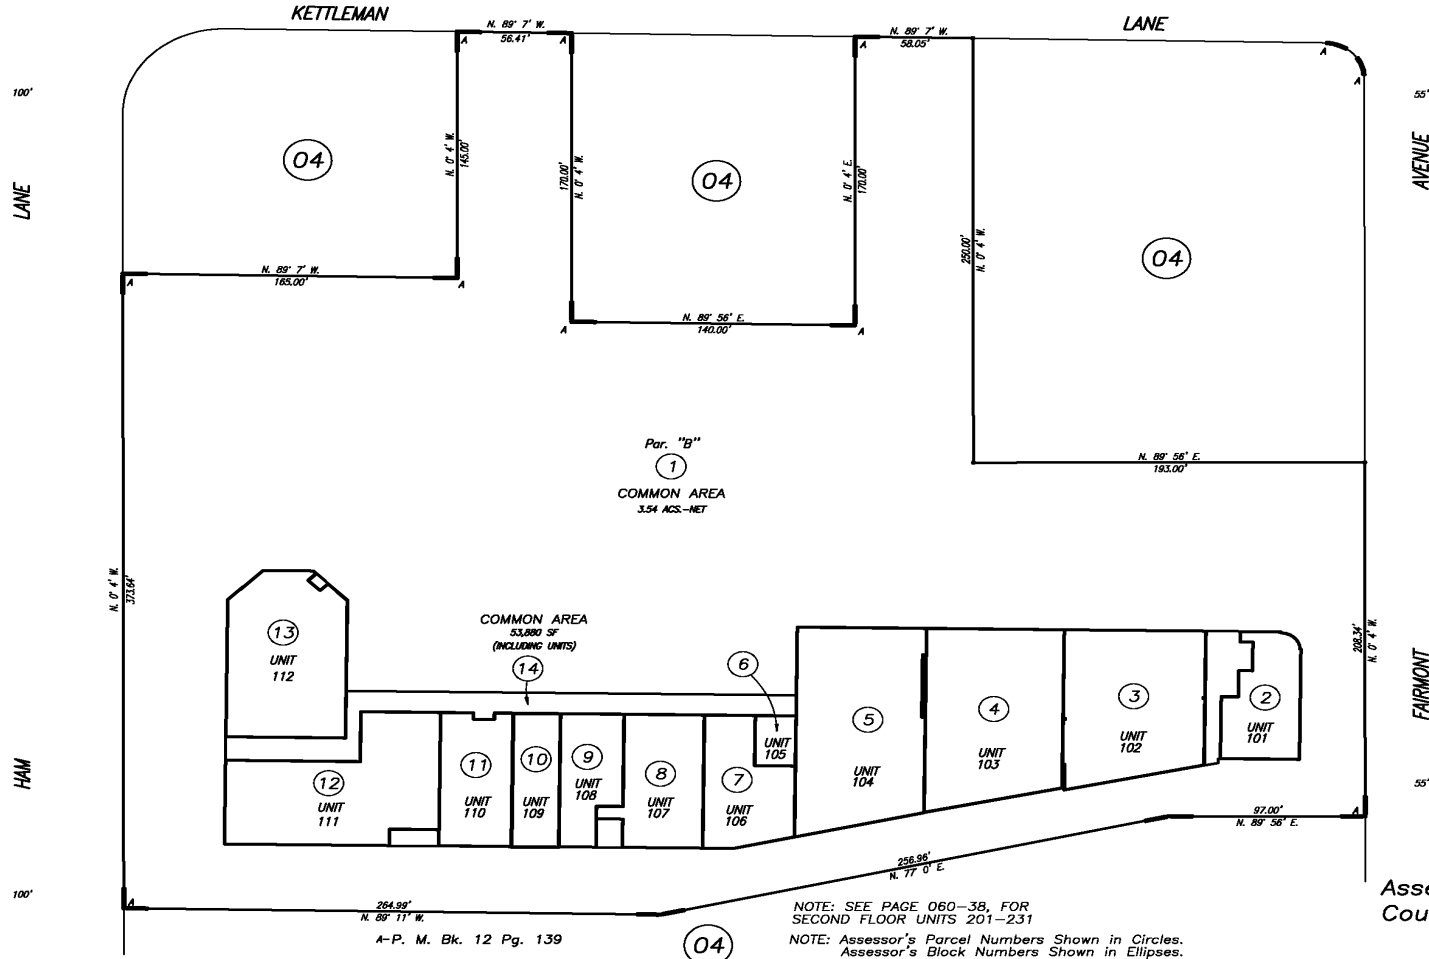 KETTLEMAN
LANE
N. 89° 7' W.
56.41'
N. 89° 7' W.
58.05'
A
A
A
A
A
100'
55'
LANE
AVENUE
04
04
04
N. 0° 4' W.
145.00'
170.00'
N. 0° 4' W.
N. 0° 4' E.
170.00'
250.00'
N. 0° 4' W.
N. 89° 7' W.
165.00'
A
A
N. 89° 56' E.
140.00'
A
A
Par. "B"
1
COMMON AREA
3.54 ACS.-NET
N. 89° 56' E.
193.00'
N. 0° 4' W.
373.64'
208.34'
N. 0° 4' W.
COMMON AREA
53,880 SF
(INCLUDING UNITS)
14
13
UNIT
112
6
UNIT
105
5
UNIT
104
4
UNIT
103
3
UNIT
102
2
UNIT
101
FAIRMONT
HAM
12
UNIT
111
11
UNIT
110
10
UNIT
109
9
UNIT
108
8
UNIT
107
7
UNIT
106
55'
97.00'
N. 89° 56' E.
A
256.96'
N. 77° 0' E.
100'
A
264.99'
N. 89° 11' W.
A-P. M. Bk. 12 Pg. 139
04
NOTE: SEE PAGE 060-38, FOR
SECOND FLOOR UNITS 201-231
NOTE: Assessor's Parcel Numbers Shown in Circles.
Assessor's Block Numbers Shown in Ellipses.
Asse
Cou